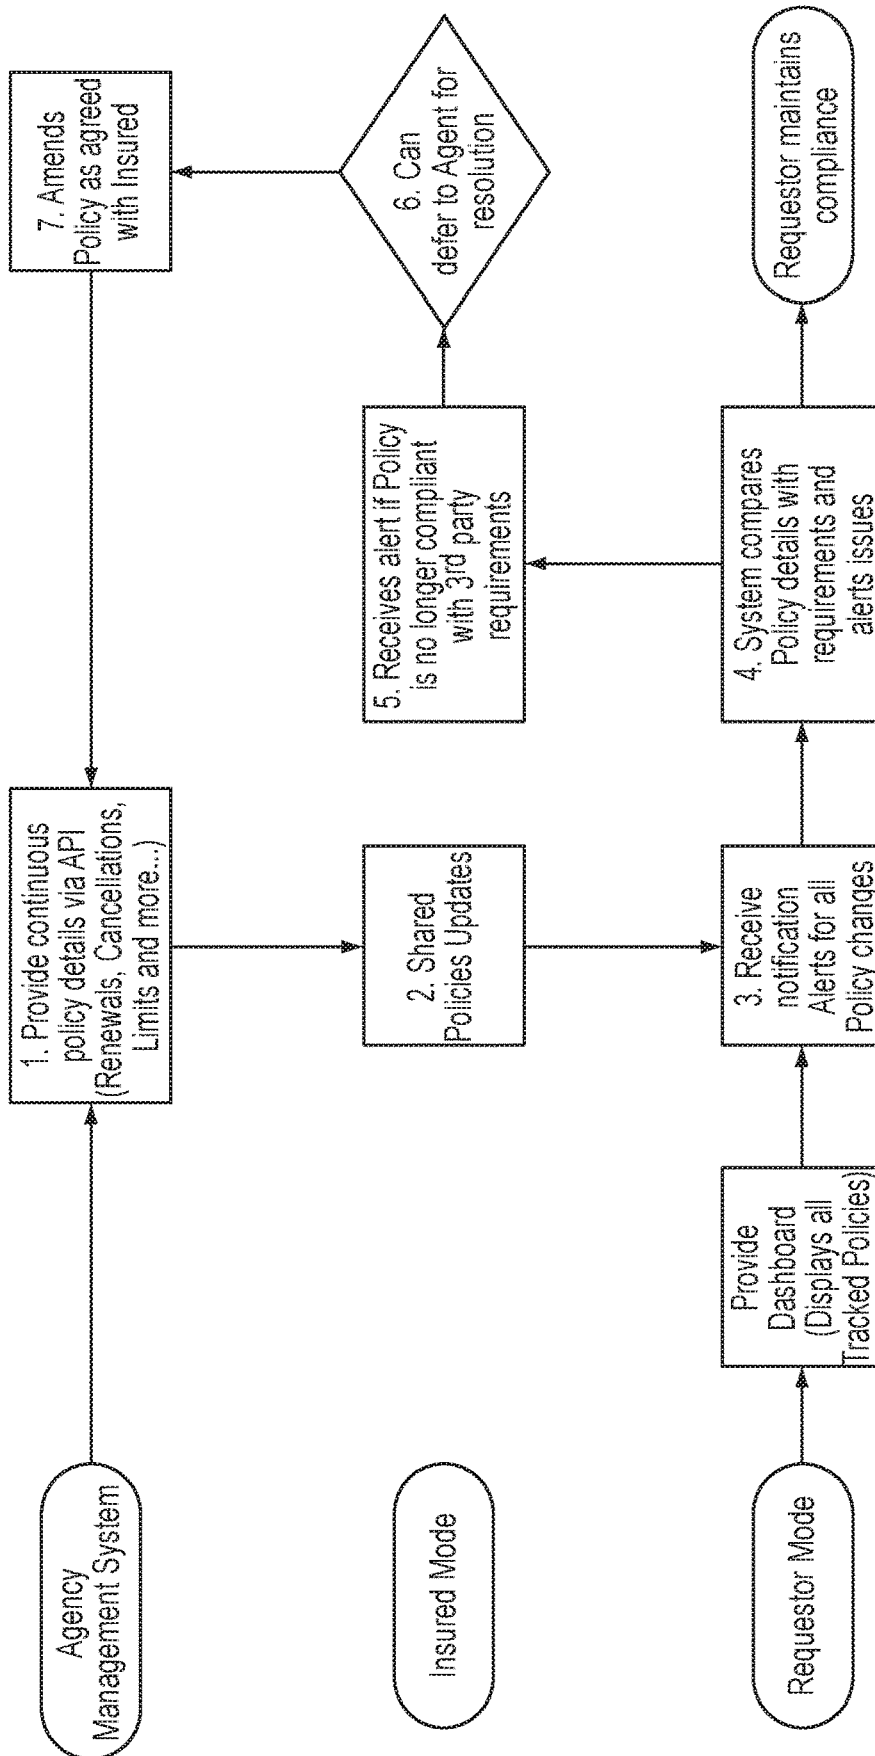 Agency
Management System
1. Provide continuous
policy details via API
(Renewals, Cancellations,
Limits and more...)
7. Amends
Policy as agreed
with Insured
Insured Mode
2. Shared
Policies Updates
5. Receives alert if Policy
is no longer compliant
with 3rd party
requirements
6. Can
defer to Agent for
resolution
Requestor Mode
Provide
Dashboard
(Displays all
Tracked Policies)
3. Receive
notification
Alerts for all
Policy changes
4. System compares
Policy details with
requirements and
alerts issues
Requestor maintains
compliance